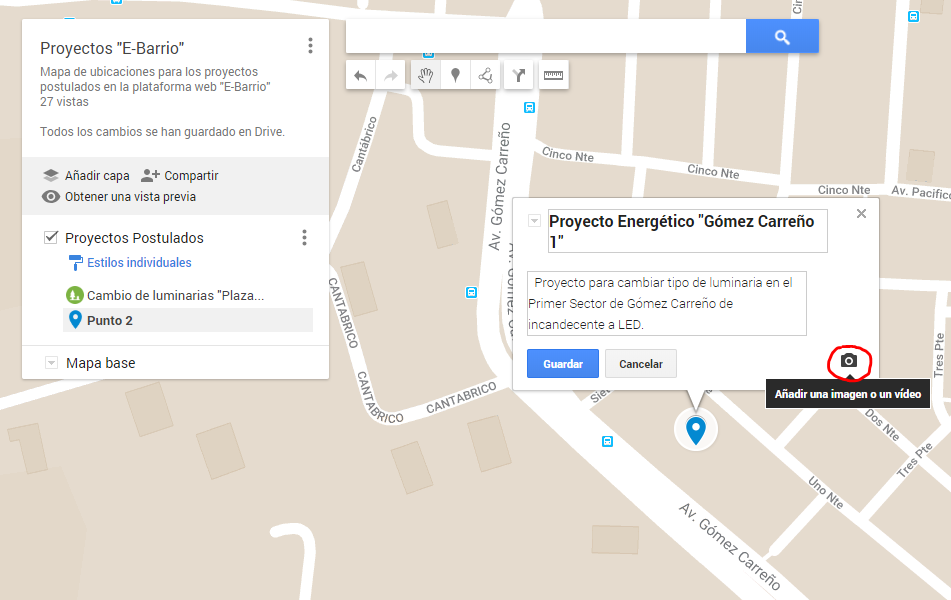 Proyectos "E-Barrio"
Mapa de ubicaciones para los proyectos
postulados en la plataforma web "E-Barrio"
27 vistas
Todos los cambios se han guardado en Drive.
Añadir capa
Compartir
Obtener una vista previa
Proyectos Postulados
Estilos individuales
Cambio de luminarias "Plaza...
Punto 2
Mapa base
Cantábrico
Av. Gómez Carreño
Cinco Nte
Cinco Nte
Cinco Nte
Av. Pacífico
Proyecto Energético "Gómez Carreño
1"
Proyecto para cambiar tipo de luminaria en el
Primer Sector de Gómez Carreño de
incandecente a LED.
Guardar
Cancelar
Añadir una imagen o un vídeo
CANTABRICO
CANTABRICO
CANTABRICO
Tres Pte
Dos Nte
Tres Pte
Uno Nte
Av. Gómez Carreño